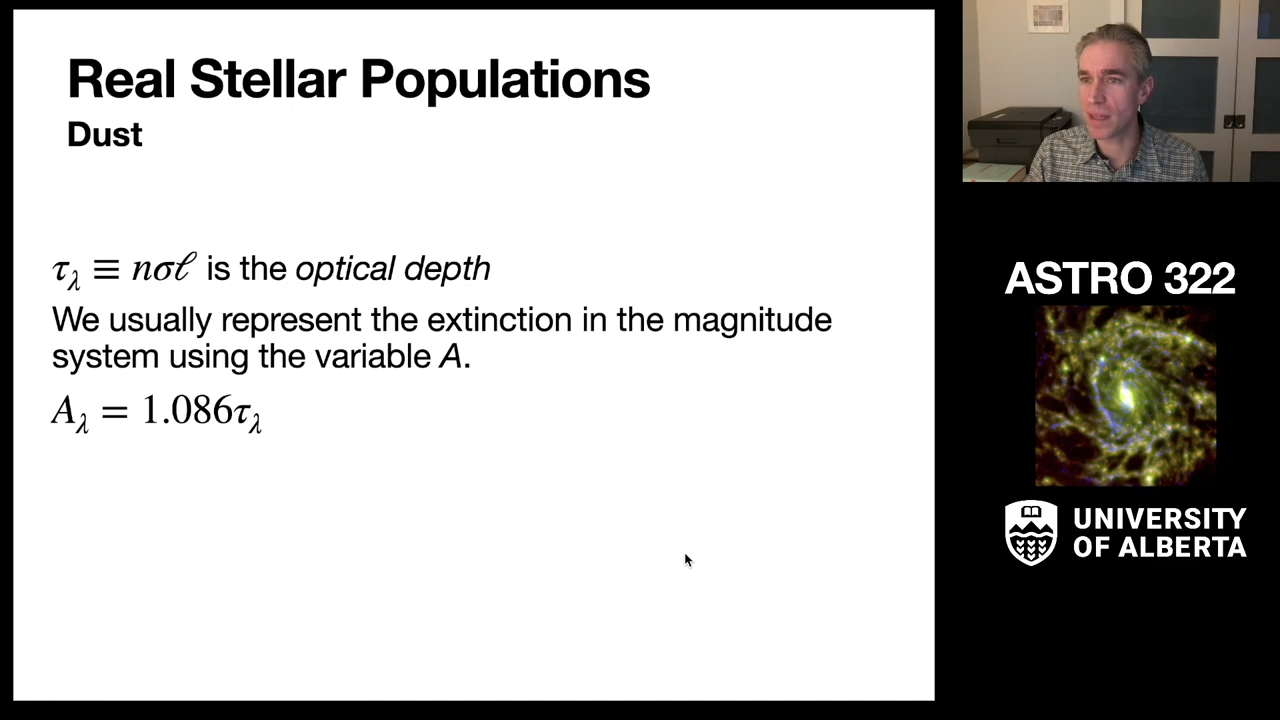 Real Stellar Populations
Dust
τ_λ ≡ nσℓ is the optical depth
We usually represent the extinction in the magnitude
system using the variable A.
A_λ = 1.086τ_λ
ASTRO 322
UNIVERSITY
OF ALBERTA